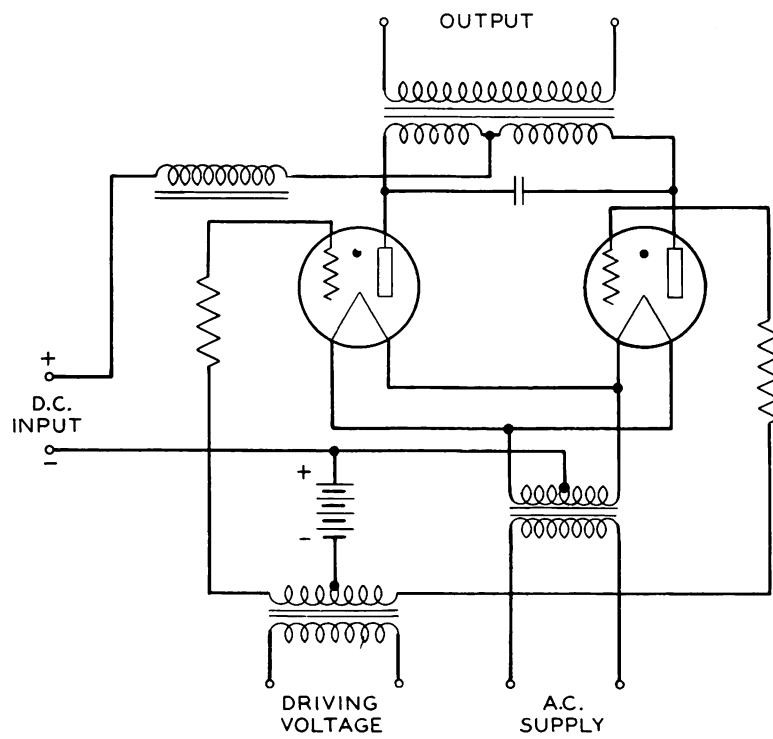 OUTPUT
+
D.C.
INPUT
-
+
-
DRIVING
VOLTAGE
A.C.
SUPPLY